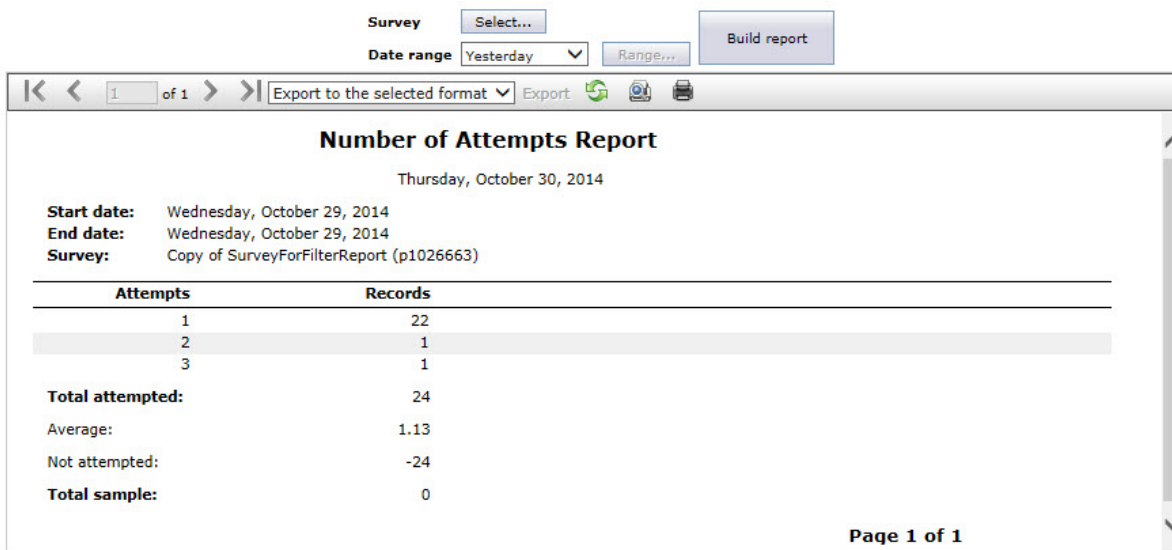 Survey Select...
Build report
Date range Yesterday Range...
1 of 1 Export to the selected format Export
Number of Attempts Report
Thursday, October 30, 2014
Start date: Wednesday, October 29, 2014
End date: Wednesday, October 29, 2014
Survey: Copy of SurveyForFilterReport (p1026663)
Attempts Records
1 22
2 1
3 1
Total attempted: 24
Average: 1.13
Not attempted: -24
Total sample: 0
Page 1 of 1